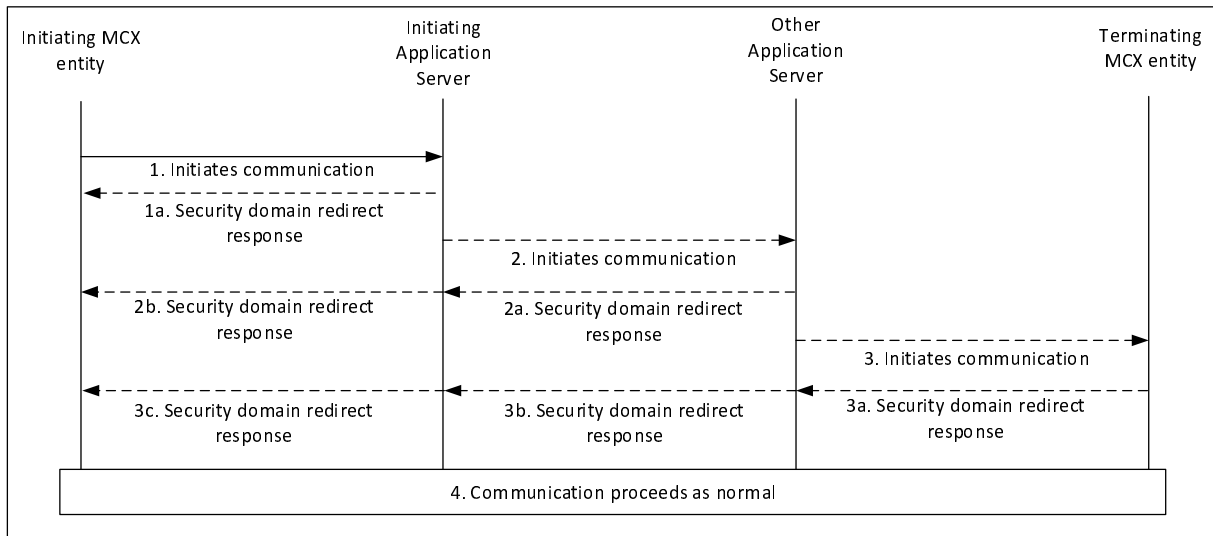 Initiating MCX
entity
Initiating
Application
Server
Other
Application
Server
Terminating
MCX entity
1. Initiates communication
1a. Security domain redirect
response
2. Initiates communication
2b. Security domain redirect
response
2a. Security domain redirect
response
3. Initiates communication
3c. Security domain redirect
response
3b. Security domain redirect
response
3a. Security domain redirect
response
4. Communication proceeds as normal